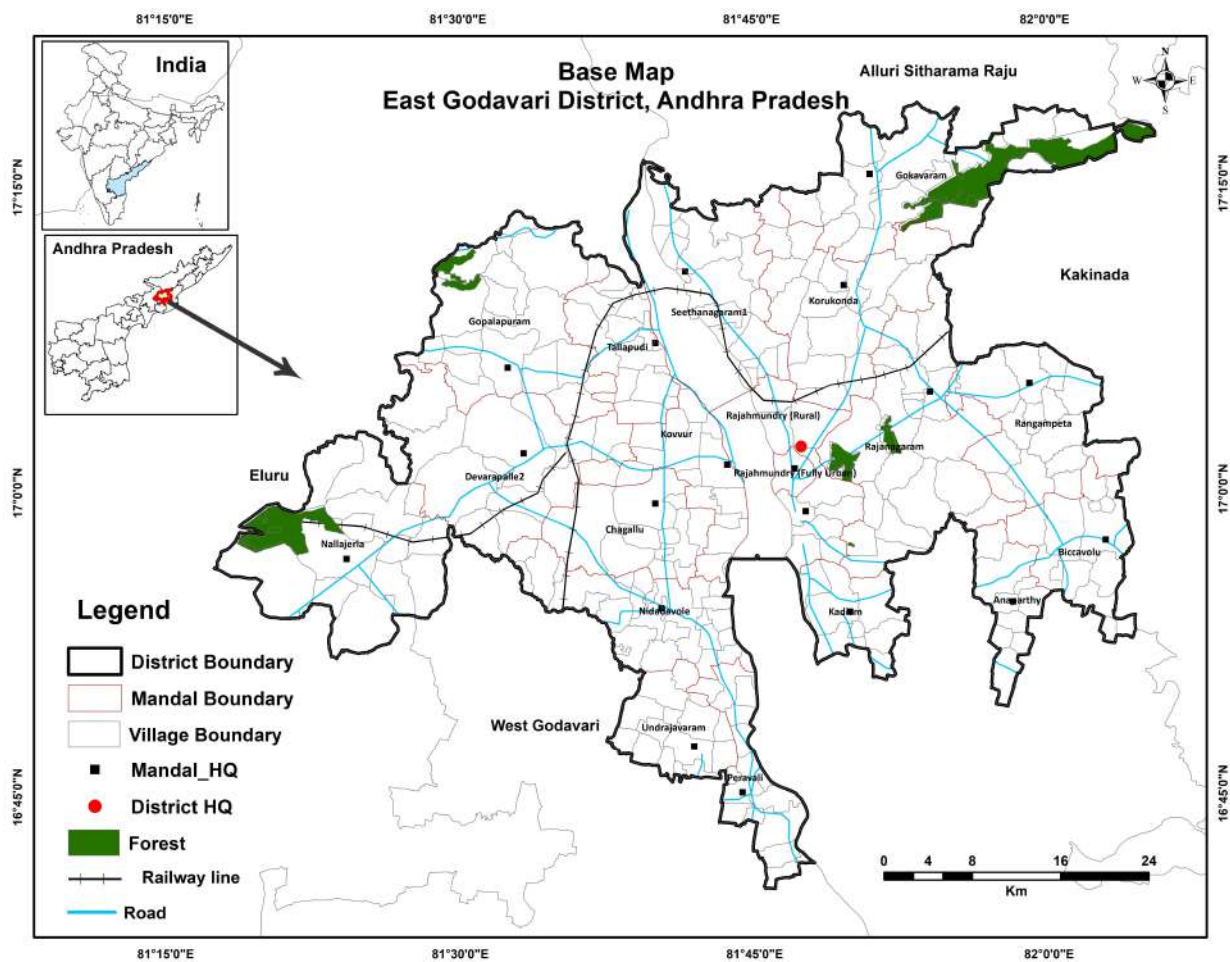 81°15'0"E 81°30'0"E 81°45'0"E 82°0'0"E
India
Base Map
East Godavari District, Andhra Pradesh
Alluri Sitharama Raju
N
W E
S
17°15'0"N 17°15'0"N
Gokavaram
Andhra Pradesh
Kakinada
Korukonda
Seethanagaram1
Gopalapuram
Tallapudi
Rajahmundry (Rural)
Rangampeta
Kovvur
Rajanagaram
Eluru
Devarapalle2
Rajahmundry (Fully Urban)
17°0'0"N 17°0'0"N
Chagallu
Nallajerla
Biccavolu
Legend
Nidadavole
Kadiam
Anaparthy
District Boundary
Mandal Boundary
West Godavari
Undrajavaram
Village Boundary
Mandal_HQ
Peravali
16°45'0"N 16°45'0"N
District HQ
Forest
Railway line
Road
0 4 8 16 24
Km
81°15'0"E 81°30'0"E 81°45'0"E 82°0'0"E